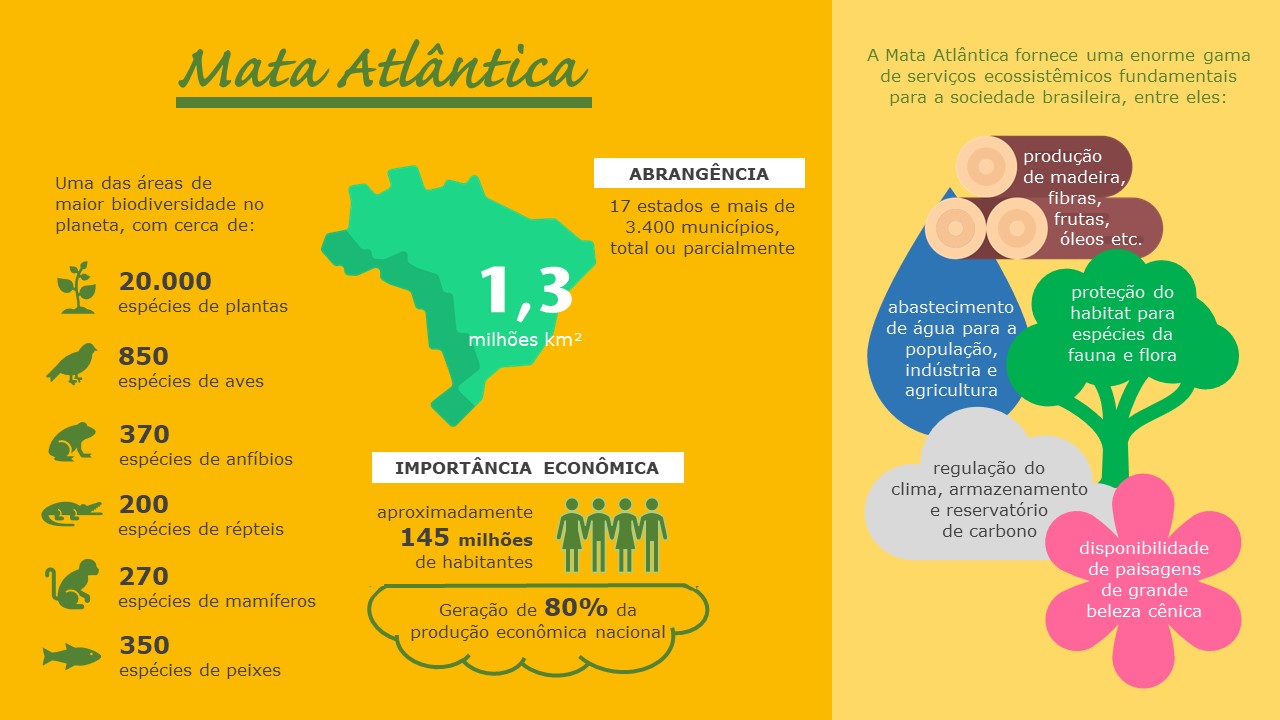 Mata Atlântica
Uma das áreas de
maior biodiversidade no
planeta, com cerca de:
20.000
espécies de plantas
850
espécies de aves
370
espécies de anfíbios
200
espécies de répteis
270
espécies de mamíferos
350
espécies de peixes
1,3
milhões km²
ABRANGÊNCIA
17 estados e mais de
3.400 municípios,
total ou parcialmente
IMPORTÂNCIA ECONÔMICA
aproximadamente
145 milhões
de habitantes
Geração de 80% da
produção econômica nacional
A Mata Atlântica fornece uma enorme gama
de serviços ecossistêmicos fundamentais
para a sociedade brasileira, entre eles:
produção
de madeira,
fibras,
frutas,
óleos etc.
abastecimento
de água para a
população,
indústria e
agricultura
proteção do
habitat para
espécies da
fauna e flora
regulação do
clima, armazenamento
e reservatório
de carbono
disponibilidade
de paisagens
de grande
beleza cênica